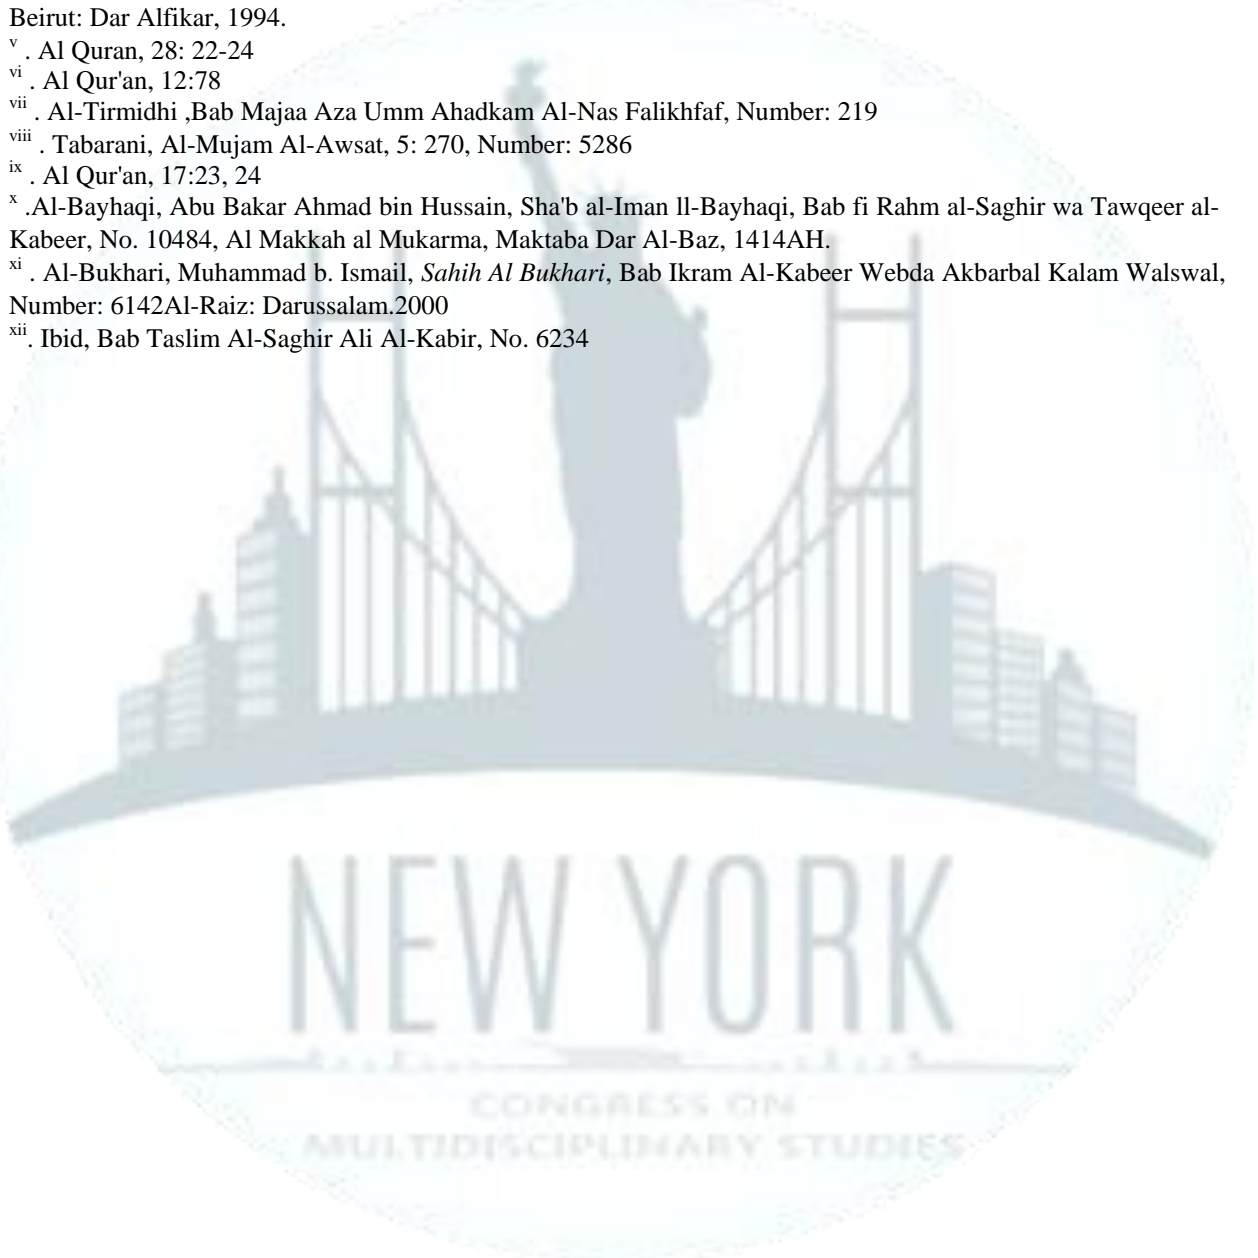 Beirut: Dar Alfikar, 1994.
v . Al Quran, 28: 22-24
vi . Al Qur'an, 12:78
vii . Al-Tirmidhi ,Bab Majaa Aza Umm Ahadkam Al-Nas Falikhfaf, Number: 219
viii . Tabarani, Al-Mujam Al-Awsat, 5: 270, Number: 5286
ix . Al Qur'an, 17:23, 24
x .Al-Bayhaqi, Abu Bakar Ahmad bin Hussain, Sha'b al-Iman ll-Bayhaqi, Bab fi Rahm al-Saghir wa Tawqeer al-
Kabeer, No. 10484, Al Makkah al Mukarma, Maktaba Dar Al-Baz, 1414AH.
xi . Al-Bukhari, Muhammad b. Ismail, Sahih Al Bukhari, Bab Ikram Al-Kabeer Webda Akbarbal Kalam Walswal,
Number: 6142Al-Raiz: Darussalam.2000
xii. Ibid, Bab Taslim Al-Saghir Ali Al-Kabir, No. 6234
NEW YORK
CONGRESS ON
MULTIDISCIPLINARY STUDIES